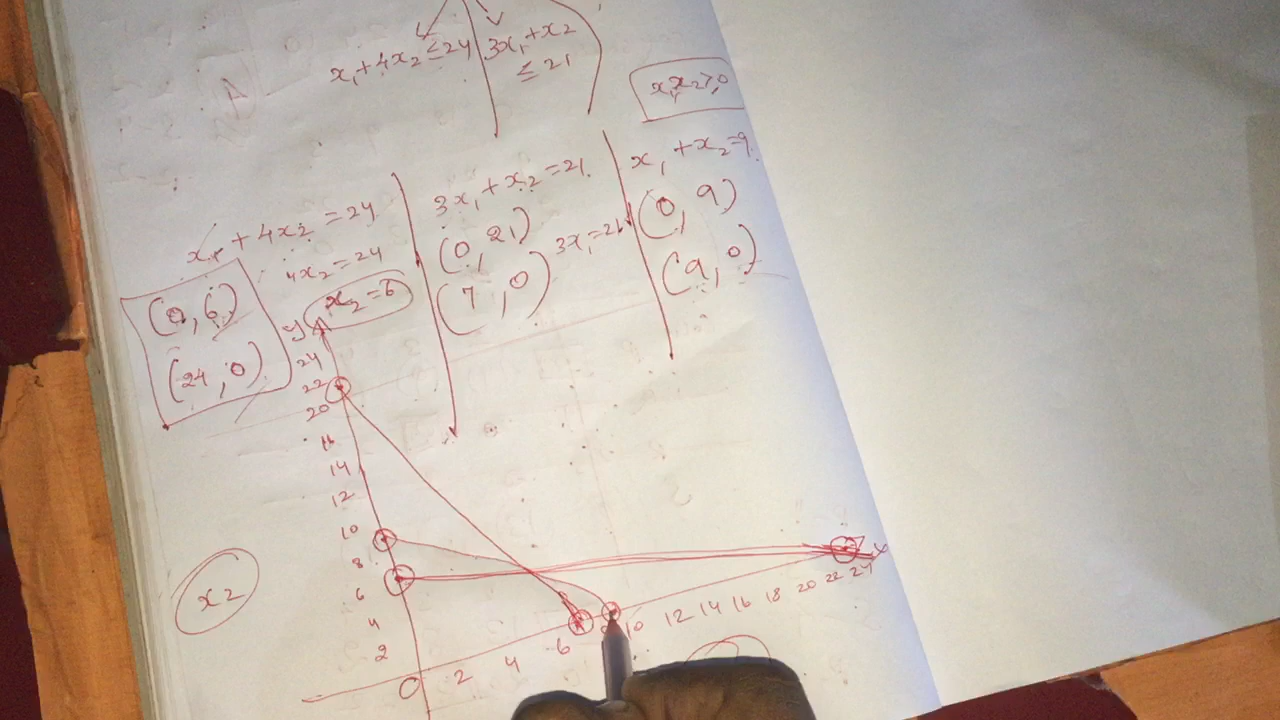 x₁+4x₂ ≤24
3x₁+x₂
≤ 21
x₁,x₂≥0
x₁+4x₂=24
4x₂=24
x₂=6
(0,6)
(24,0)
3x₁+x₂=21
(0,21)
3x₁=21
(7,0)
x₁+x₂=9
(0,9)
(9,0)
y
24
22
20
16
14
12
10
8
6
4
2
0
2
4
6
8
10
12
14
16
18
20
22
24
x
x2